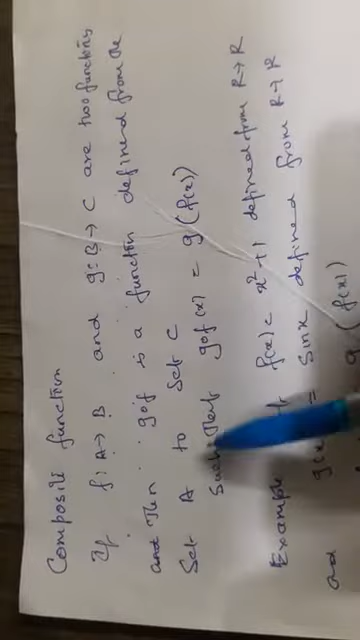 Composite function
If f: A→B and g: B→C are two functions
and Then gof is a function defined from the
Set A to Set C
Such That gof(x) = g(f(x))
Example f(x) = x²+1 defined from R→R
and g(x) = Sinx defined from R→R
g(f(x)